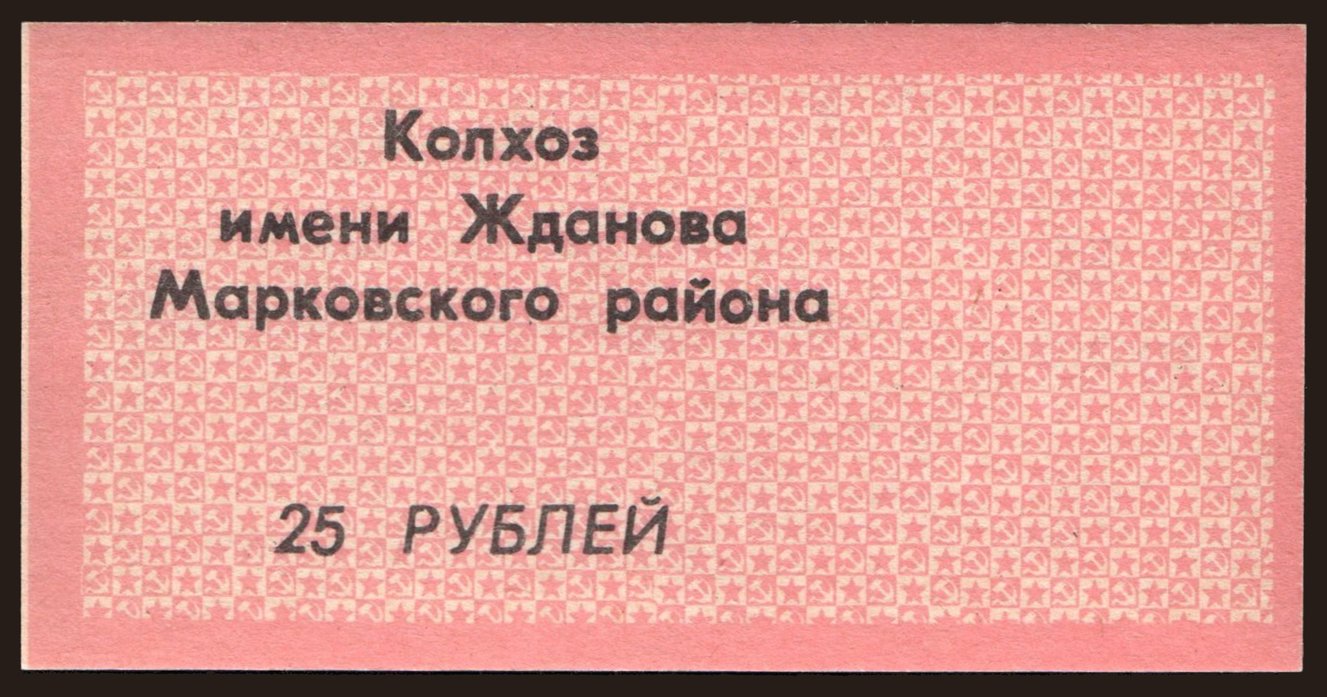 Колхоз
имени Жданова
Марковского района
25 РУБЛЕЙ